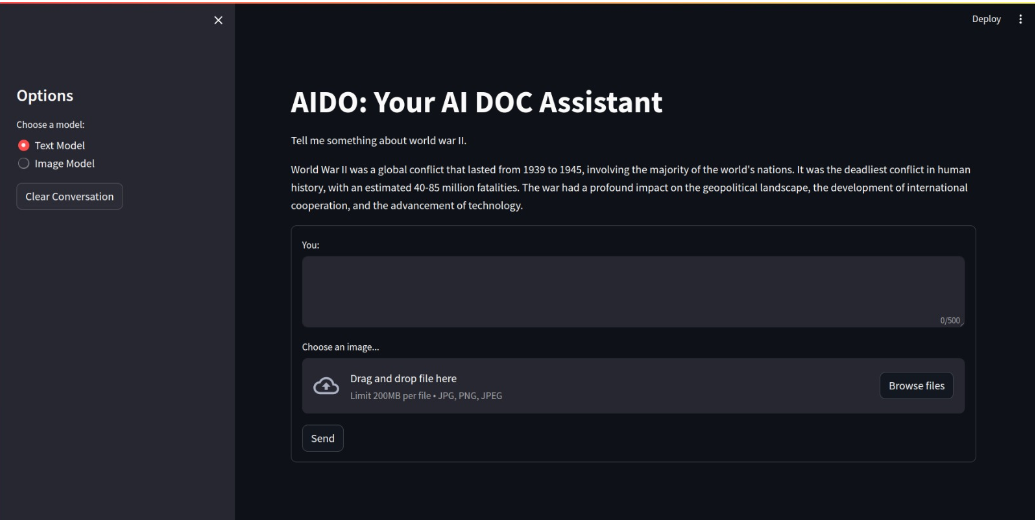 Deploy
Options
Choose a model:
Text Model
Image Model
Clear Conversation
AIDO: Your AI DOC Assistant
Tell me something about world war II.
World War II was a global conflict that lasted from 1939 to 1945, involving the majority of the world's nations. It was the deadliest conflict in human
history, with an estimated 40-85 million fatalities. The war had a profound impact on the geopolitical landscape, the development of international
cooperation, and the advancement of technology.
You:
0/500
Choose an image...
Drag and drop file here
Limit 200MB per file • JPG, PNG, JPEG
Browse files
Send